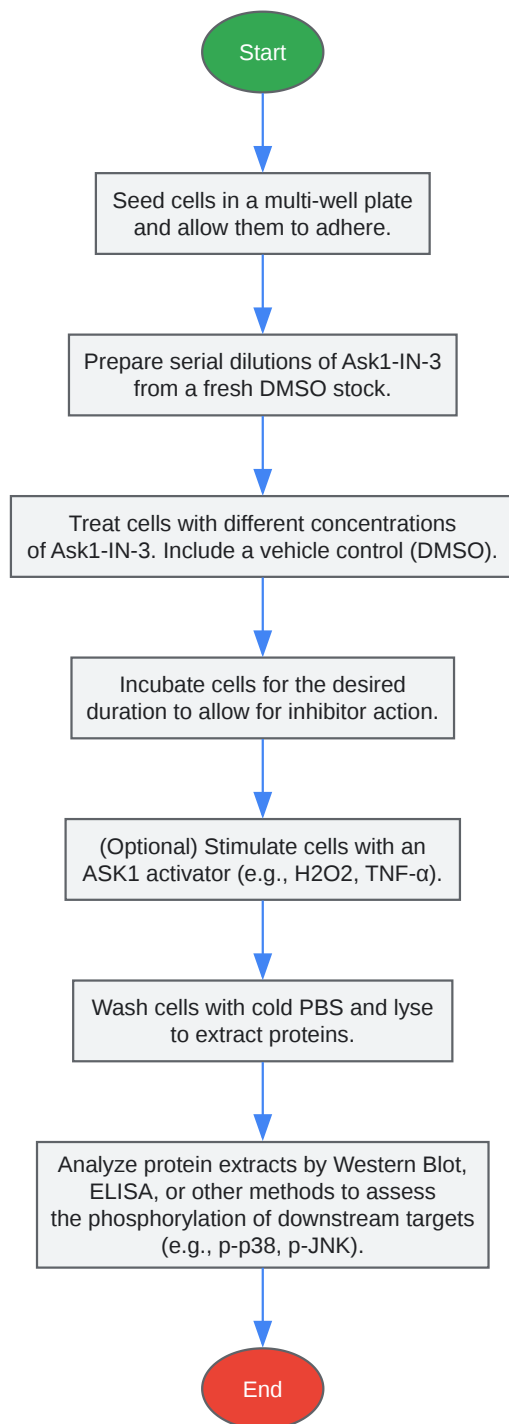 Start
Seed cells in a multi-well plate
and allow them to adhere.
Prepare serial dilutions of Ask1-IN-3
from a fresh DMSO stock.
Treat cells with different concentrations
of Ask1-IN-3. Include a vehicle control (DMSO).
Incubate cells for the desired
duration to allow for inhibitor action.
(Optional) Stimulate cells with an
ASK1 activator (e.g., H2O2, TNF-α).
Wash cells with cold PBS and lyse
to extract proteins.
Analyze protein extracts by Western Blot,
ELISA, or other methods to assess
the phosphorylation of downstream targets
(e.g., p-p38, p-JNK).
End